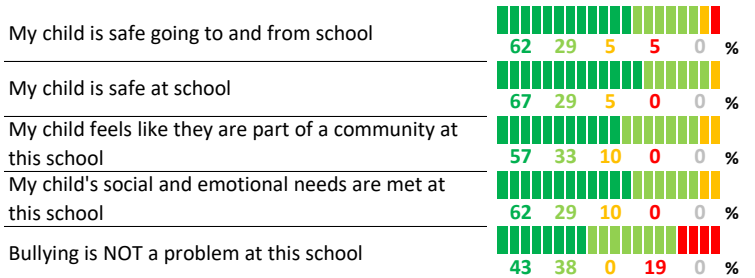 My child is safe going to and from school
62 29 5 5 0 %
My child is safe at school
67 29 5 0 0 %
My child feels like they are part of a community at
this school
57 33 10 0 0 %
My child's social and emotional needs are met at
this school
62 29 10 0 0 %
Bullying is NOT a problem at this school
43 38 0 19 0 %